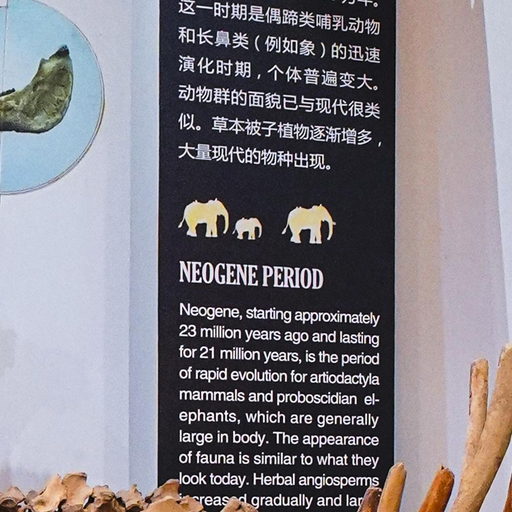 这一时期是偶蹄类哺乳动物
和长鼻类（例如象）的迅速
演化时期，个体普遍变大。
动物群的面貌已与现代很类
似。草本被子植物逐渐增多，
大量现代的物种出现。
NEOGENE PERIOD
Neogene, starting approximately
23 million years ago and lasting
for 21 million years, is the period
of rapid evolution for artiodactyla
mammals and proboscidian el-
ephants, which are generally
large in body. The appearance
of fauna is similar to what they
look today. Herbal angiosperms
increased gradually and